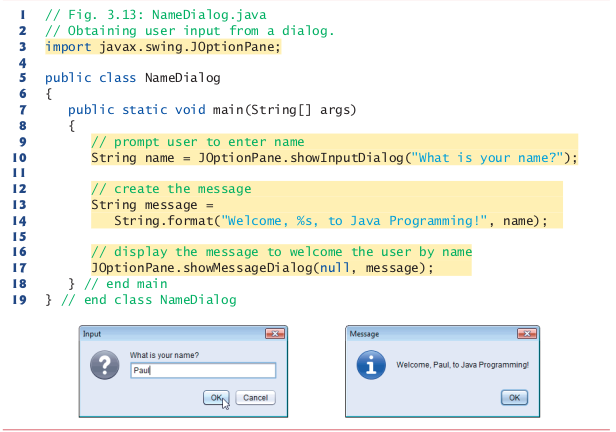 1 // Fig. 3.13: NameDialog.java
2 // Obtaining user input from a dialog.
3 import javax.swing.JOptionPane;
4
5 public class NameDialog
6 {
7 public static void main(String[] args)
8 {
9 // prompt user to enter name
10 String name = JOptionPane.showInputDialog("What is your name?");
11
12 // create the message
13 String message =
14 String.format("Welcome, %s, to Java Programming!", name);
15
16 // display the message to welcome the user by name
17 JOptionPane.showMessageDialog(null, message);
18 } // end main
19 } // end class NameDialog
Input
What is your name?
Paul
OK Cancel
Message
Welcome, Paul, to Java Programming!
OK